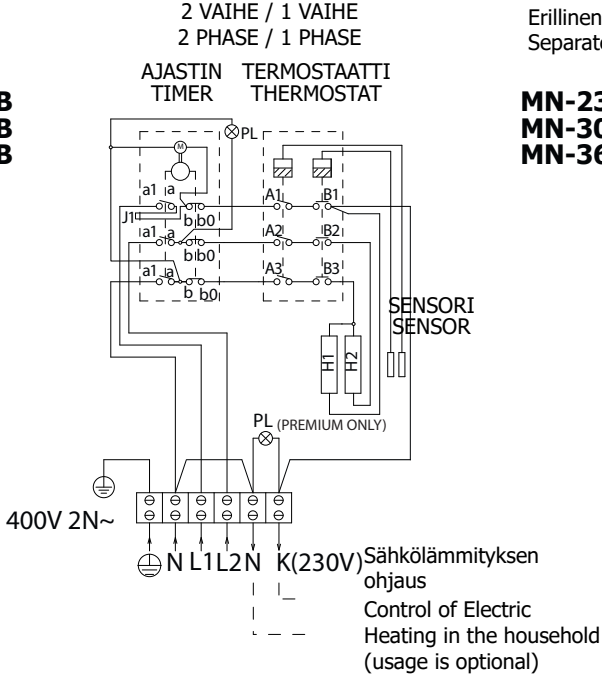 2 VAIHE / 1 VAIHE
2 PHASE / 1 PHASE
Erillinen
Separat
AJASTIN TERMOSTAATTI
TIMER THERMOSTAT
B
B
B
MN-23
MN-30
MN-36
PL
M
a1 a
b b0
J1
A1 B1
a1 a
b b0
A2 B2
a1 a
b b0
A3 B3
SENSORI
SENSOR
H1 H2
PL (PREMIUM ONLY)
400V 2N~
N L1 L2 N K(230V)
Sähkölämmityksen
ohjaus
Control of Electric
Heating in the household
(usage is optional)